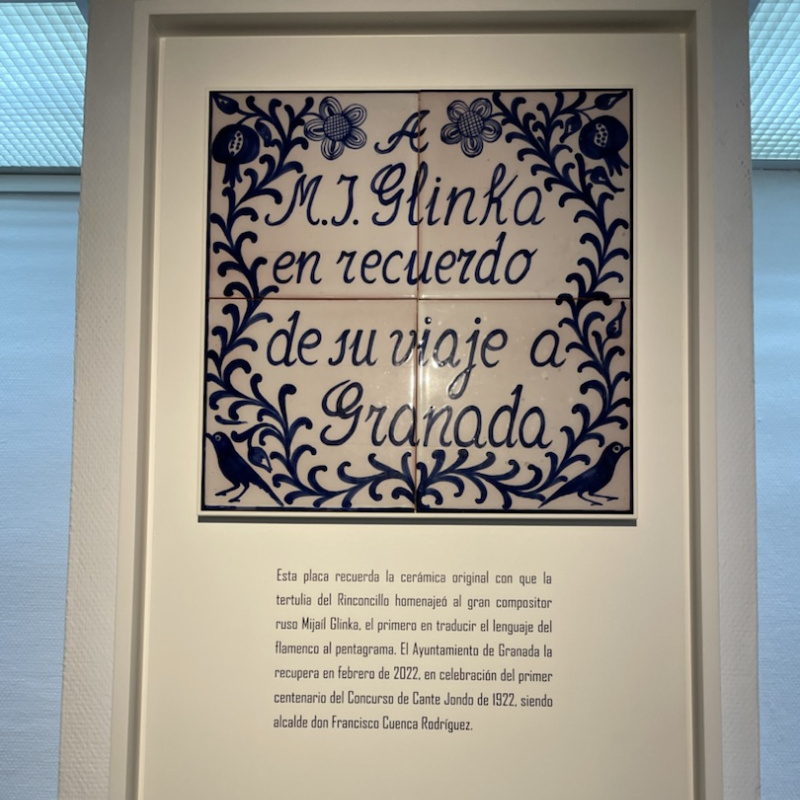 A
M.I. Glinka
en recuerdo
de su viaje a
Granada
Esta placa recuerda la cerámica original con que la
tertulia del Rinconcillo homenajeó al gran compositor
ruso Mijaíl Glinka, el primero en traducir el lenguaje del
flamenco al pentagrama. El Ayuntamiento de Granada la
recupera en febrero de 2022, en celebración del primer
centenario del Concurso de Cante Jondo de 1922, siendo
alcalde don Francisco Cuenca Rodríguez.